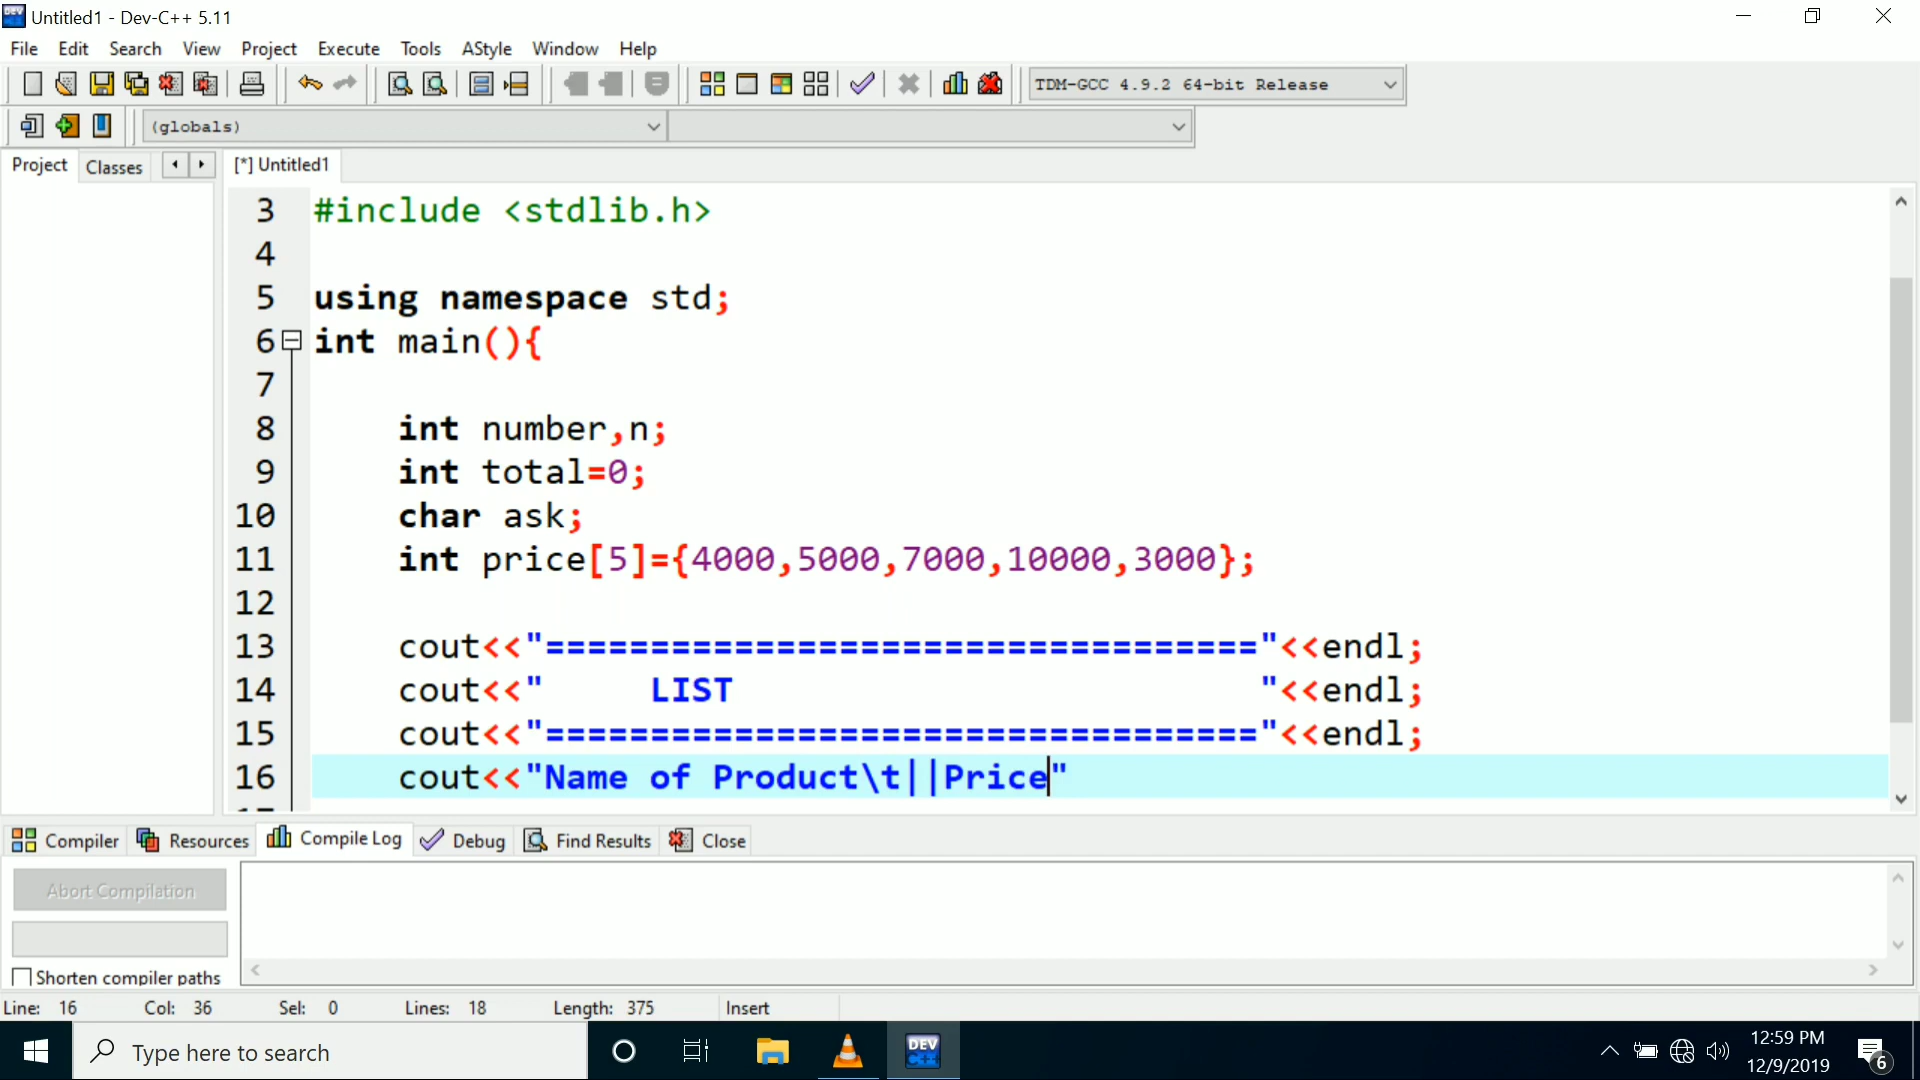 Untitled1 - Dev-C++ 5.11
File Edit Search View Project Execute Tools AStyle Window Help
TDM-GCC 4.9.2 64-bit Release
(globals)
Project Classes [*] Untitled1
3 #include <stdlib.h>
4
5 using namespace std;
6 int main(){
7
8 int number,n;
9 int total=0;
10 char ask;
11 int price[5]={4000,5000,7000,10000,3000};
12
13 cout<<"=================================="<<endl;
14 cout<<"     LIST                         "<<endl;
15 cout<<"=================================="<<endl;
16 cout<<"Name of Product\t||Price"
Compiler Resources Compile Log Debug Find Results Close
Abort Compilation
Shorten compiler paths
Line: 16 Col: 36 Sel: 0 Lines: 18 Length: 375 Insert
Type here to search
DEV C++
12:59 PM
12/9/2019
6